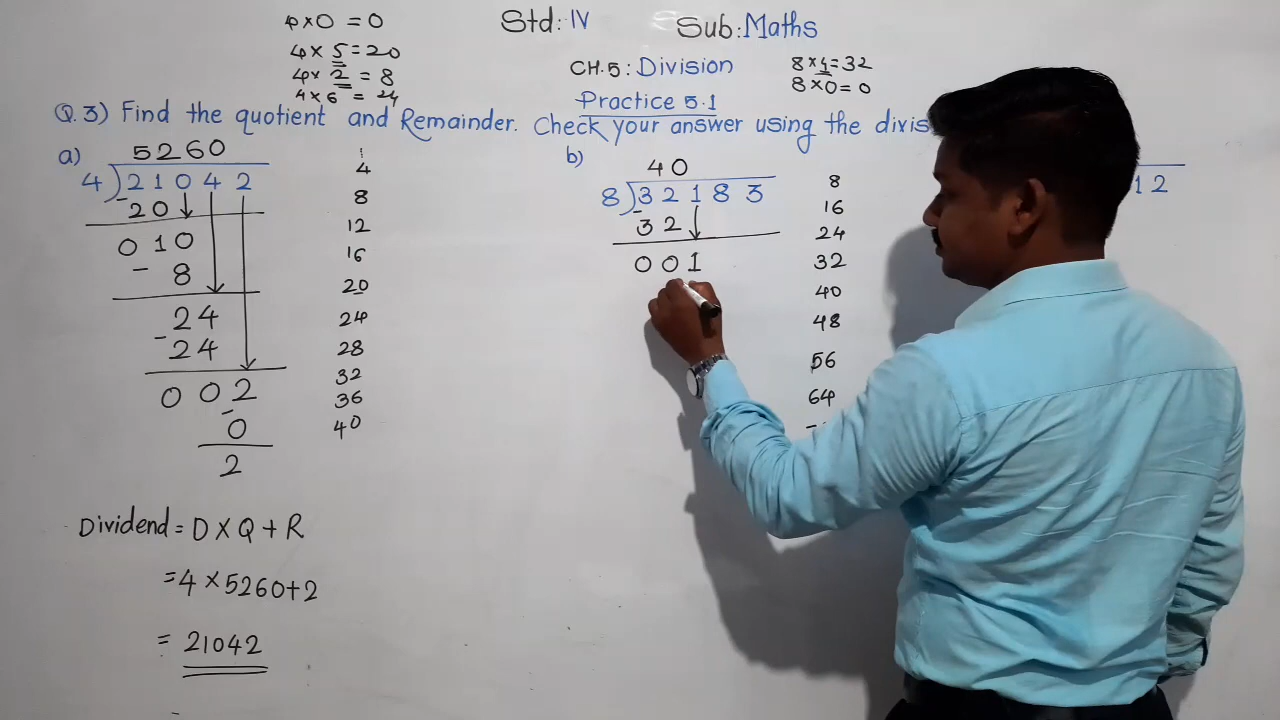 Std: IV Sub: Maths
CH.5: Division
Practice 5.1
4 × 0 = 0
4 × 5 = 20
4 × 2 = 8
4 × 6 = 24
8 × 4 = 32
8 × 0 = 0
Q.3) Find the quotient and Remainder. Check your answer using the divis
a)
5260
4)21042
-20
010
- 8
24
-24
002
-0
2
4
8
12
16
20
24
28
32
36
40
Dividend = D × Q + R
= 4 × 5260 + 2
= 21042
b)
40
8)32183
-32
001
8
16
24
32
40
48
56
64
12